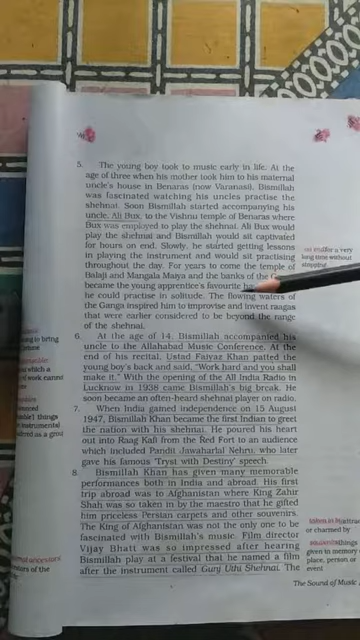 5. The young boy took to music early in life. At the
age of three when his mother took him to his maternal
uncle's house in Benaras (now Varanasi), Bismillah
was fascinated watching his uncles practise the
shehnai. Soon Bismillah started accompanying his
uncle, Ali Bux, to the Vishnu temple of Benaras where
Bux was employed to play the shehnai. Ali Bux would
play the shehnai and Bismillah would sit captivated
for hours on end. Slowly, he started getting lessons
in playing the instrument and would sit practising
throughout the day. For years to come the temple of
Balaji and Mangala Maiya and the banks of the
became the young apprentice's favourite
he could practise in solitude. The flowing waters of
the Ganga inspired him to improvise and invent raagas
that were earlier considered to be beyond the range
of the shehnai.
6. At the age of 14, Bismillah accompanied his
uncle to the Allahabad Music Conference. At the
end of his recital, Ustad Faiyaz Khan patted the
young boy's back and said, "Work hard and you shall
make it." With the opening of the All India Radio in
Lucknow in 1938 came Bismillah's big break. He
soon became an often-heard shehnai player on radio.
7. When India gained independence on 15 August
1947, Bismillah Khan became the first Indian to greet
the nation with his shehnai. He poured his heart
out into Raag Kafi from the Red Fort to an audience
which included Pandit Jawaharlal Nehru, who later
gave his famous 'Tryst with Destiny' speech.
8. Bismillah Khan has given many memorable
performances both in India and abroad. His first
trip abroad was to Afghanistan where King Zahir
Shah was so taken in by the maestro that he gifted
him priceless Persian carpets and other souvenirs.
The King of Afghanistan was not the only one to be
fascinated with Bismillah's music. Film director
Vijay Bhatt was so impressed after hearing
Bismillah play at a festival that he named a film
after the instrument called Gunj Uthi Shehnai. The
on end: for a very
long time without
stopping
taken in by: attrac
or charmed by
souvenirs: things
given in memory
place, person or
event
The Sound of Music